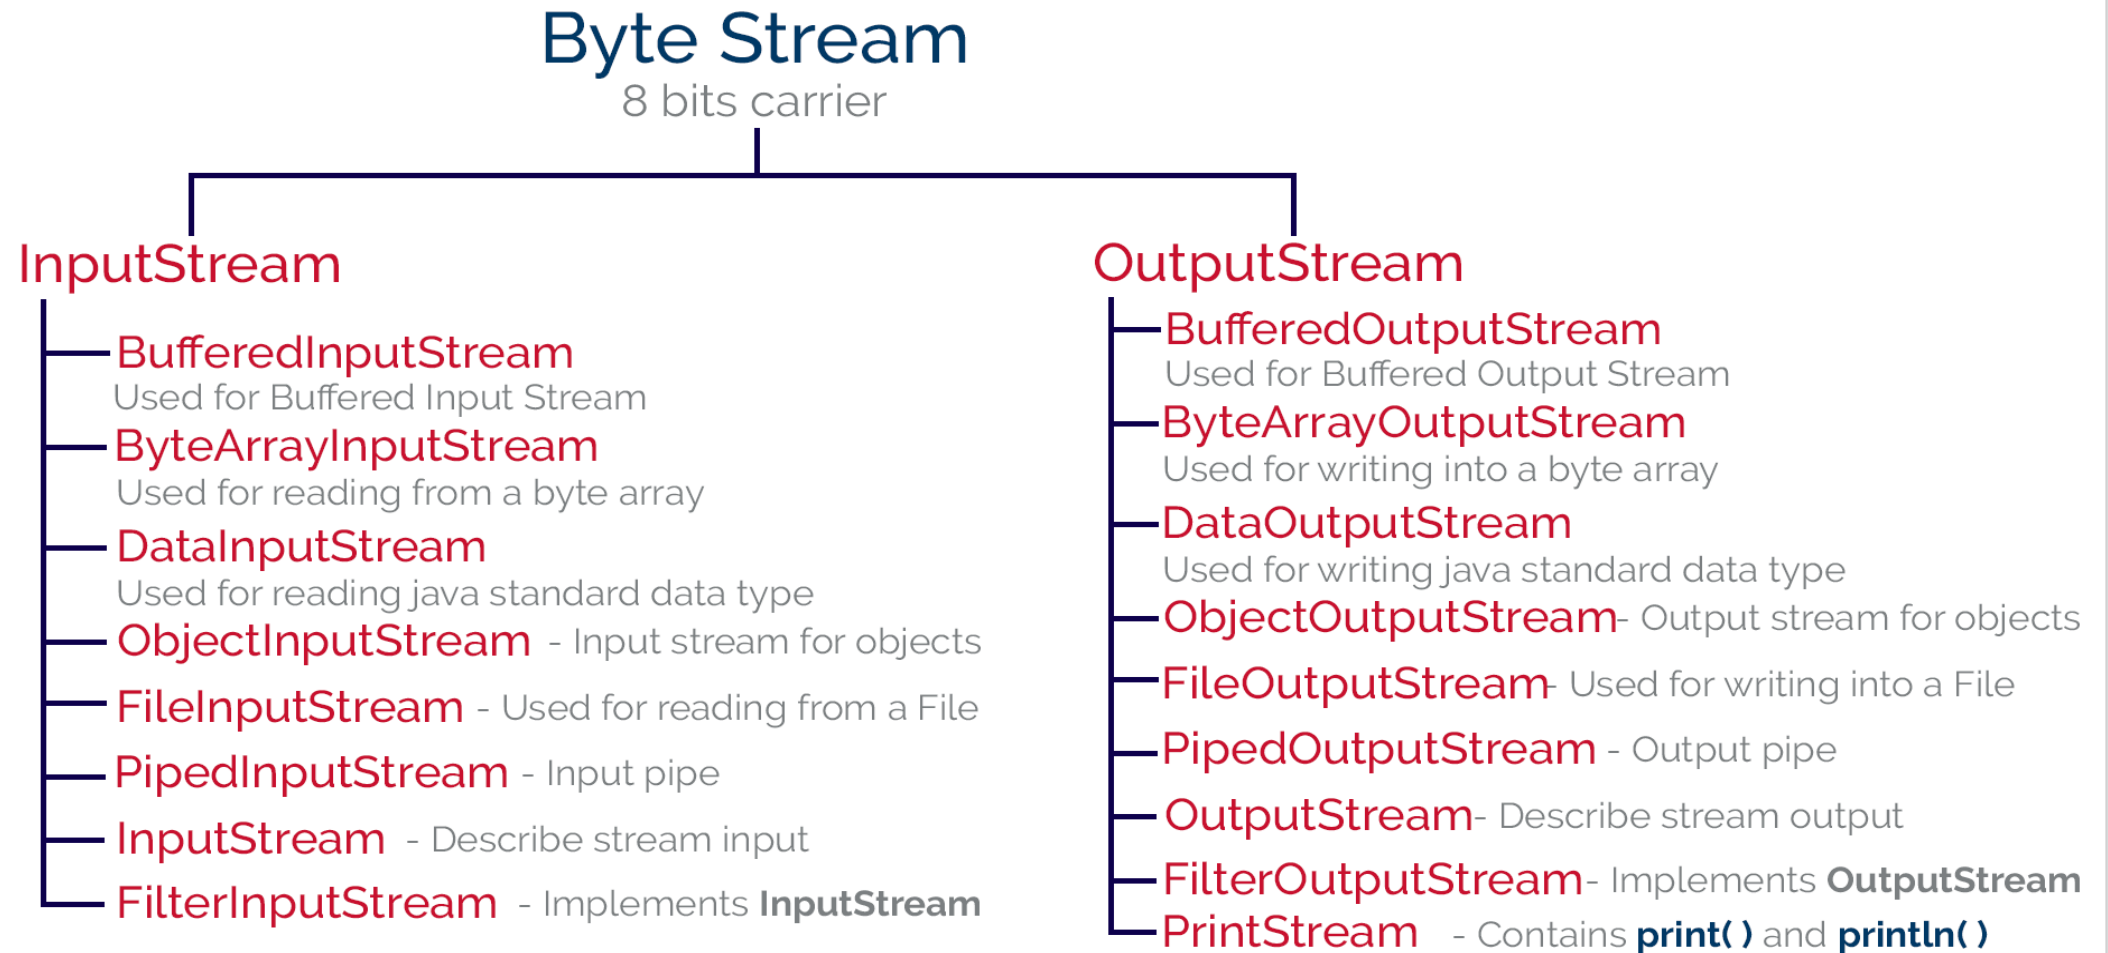 Byte Stream
8 bits carrier
InputStream
BufferedInputStream
Used for Buffered Input Stream
ByteArrayInputStream
Used for reading from a byte array
DataInputStream
Used for reading java standard data type
ObjectInputStream - Input stream for objects
FileInputStream - Used for reading from a File
PipedInputStream - Input pipe
InputStream - Describe stream input
FilterInputStream - Implements InputStream
OutputStream
BufferedOutputStream
Used for Buffered Output Stream
ByteArrayOutputStream
Used for writing into a byte array
DataOutputStream
Used for writing java standard data type
ObjectOutputStream- Output stream for objects
FileOutputStream- Used for writing into a File
PipedOutputStream - Output pipe
OutputStream- Describe stream output
FilterOutputStream- Implements OutputStream
PrintStream - Contains print( ) and println( )